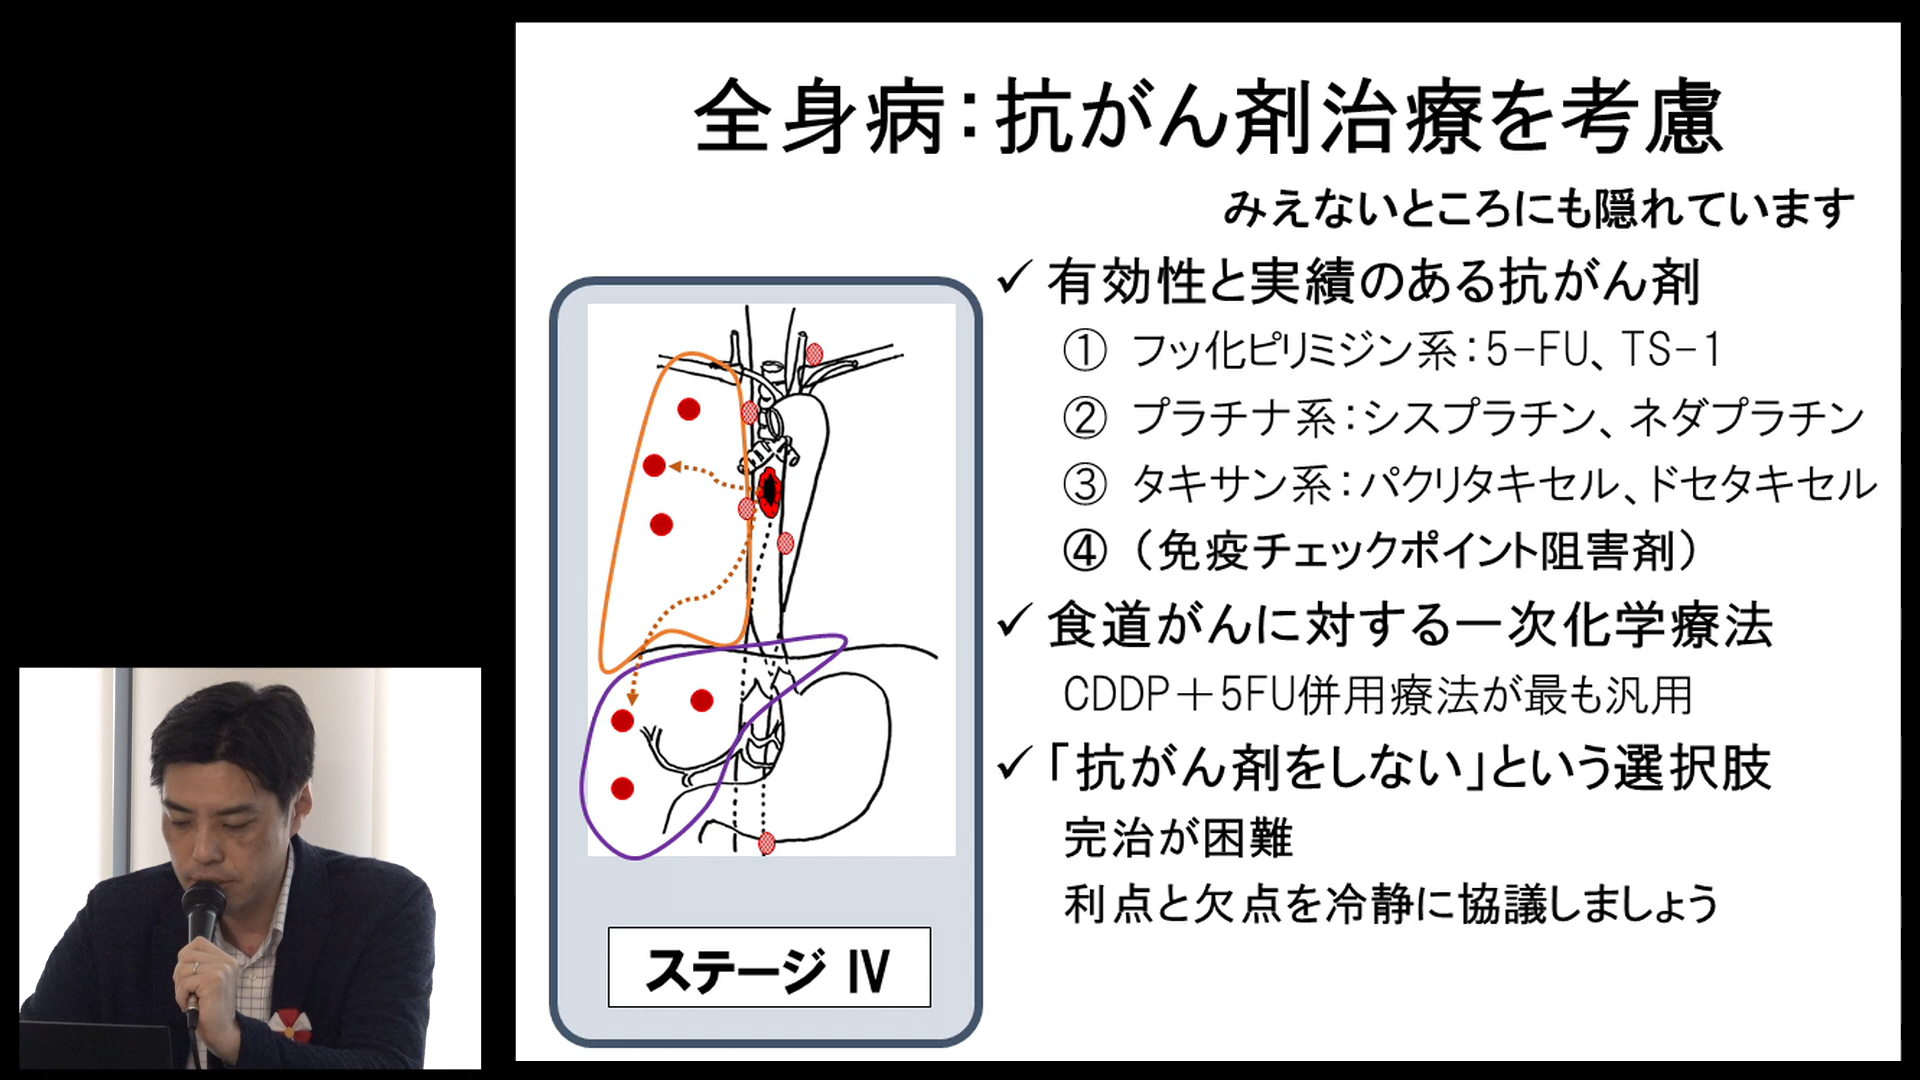 全身病：抗がん剤治療を考慮
みえないところにも隠れています
✓ 有効性と実績のある抗がん剤
① フッ化ピリミジン系：5-FU、TS-1
② プラチナ系：シスプラチン、ネダプラチン
③ タキサン系：パクリタキセル、ドセタキセル
④ （免疫チェックポイント阻害剤）
✓ 食道がんに対する一次化学療法
CDDP＋5FU併用療法が最も汎用
✓ 「抗がん剤をしない」という選択肢
完治が困難
利点と欠点を冷静に協議しましょう
ステージ Ⅳ